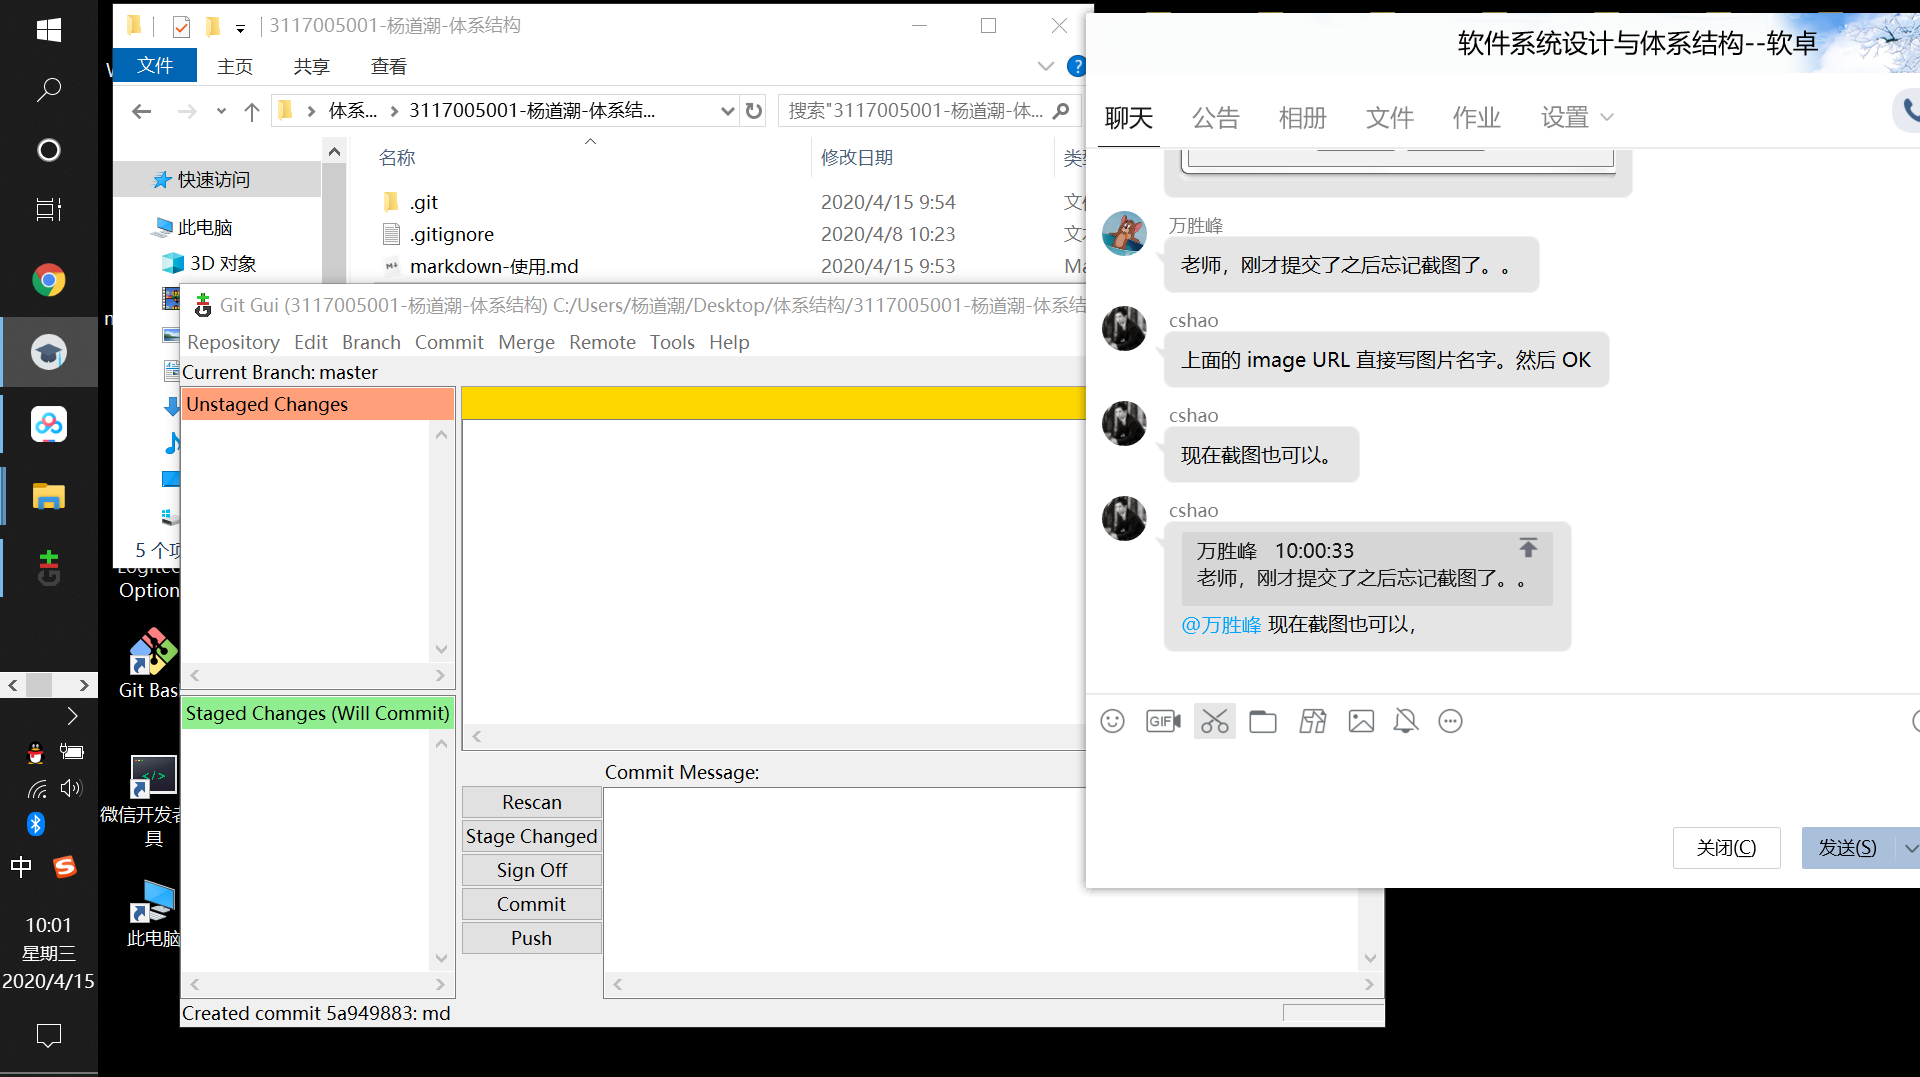 3117005001-杨道潮-体系结构
文件 主页 共享 查看
体系... 3117005001-杨道潮-体系结...
搜索"3117005001-杨道潮-体...
名称 修改日期
快速访问
此电脑
3D 对象
.git 2020/4/15 9:54
.gitignore 2020/4/8 10:23
markdown-使用.md 2020/4/15 9:53
5 个
Option
Git Bas
微信开发者
具
此电脑
Git Gui (3117005001-杨道潮-体系结构) C:/Users/杨道潮/Desktop/体系结构/3117005001-杨道潮-体系结
Repository Edit Branch Commit Merge Remote Tools Help
Current Branch: master
Unstaged Changes
Staged Changes (Will Commit)
Commit Message:
Rescan
Stage Changed
Sign Off
Commit
Push
Created commit 5a949883: md
软件系统设计与体系结构--软卓
聊天 公告 相册 文件 作业 设置
万胜峰
老师，刚才提交了之后忘记截图了。。
cshao
上面的 image URL 直接写图片名字。然后 OK
cshao
现在截图也可以。
cshao
万胜峰 10:00:33
老师，刚才提交了之后忘记截图了。。
@万胜峰 现在截图也可以，
GIF
关闭(C) 发送(S)
中
10:01
星期三
2020/4/15